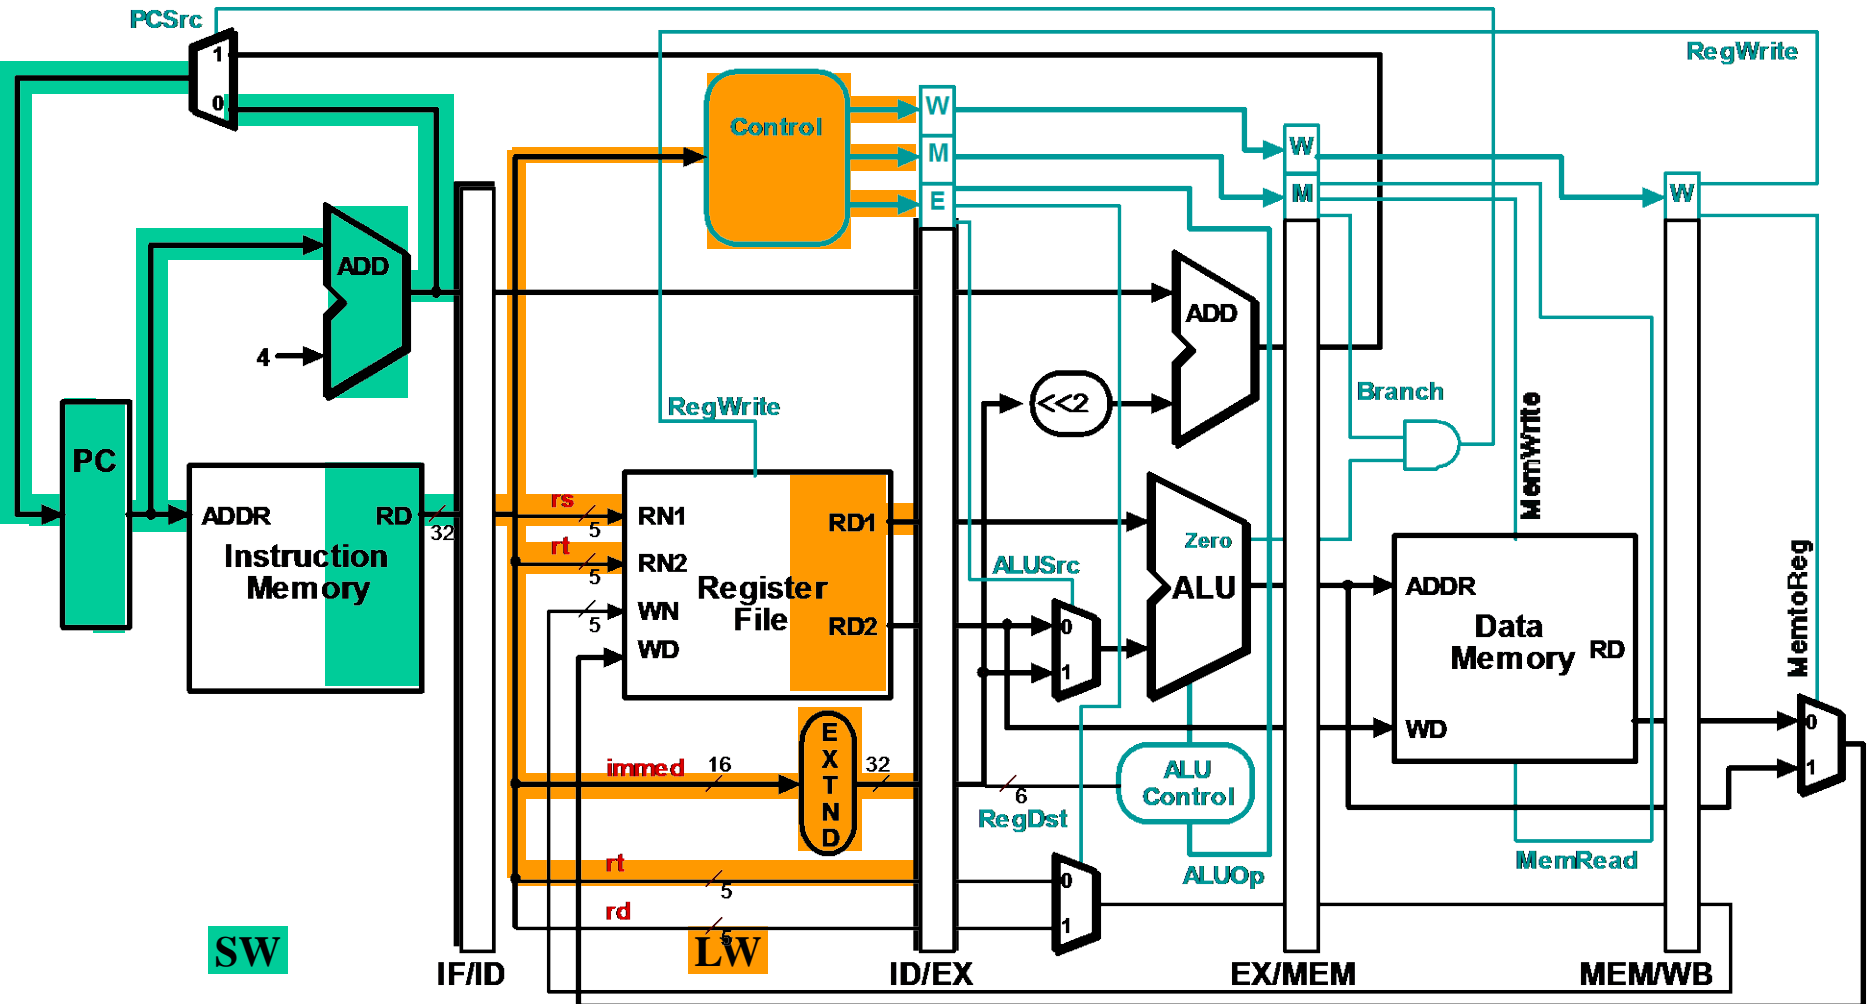 PCSrc
RegWrite
1
0
Control
W
M
E
W
M
W
ADD
4
ADD
<<2
Branch
MemWrite
RegWrite
PC
ADDR
RD
32
Instruction
Memory
rs
5
RN1
rt
5
RN2
5
WN
WD
Register
File
RD1
RD2
ALUSrc
0
1
Zero
ALU
ADDR
Data
Memory
RD
WD
MemtoReg
0
1
immed
16
EXTND
32
6
RegDst
ALU
Control
ALUOp
MemRead
rt
5
rd
5
0
1
SW
LW
IF/ID
ID/EX
EX/MEM
MEM/WB